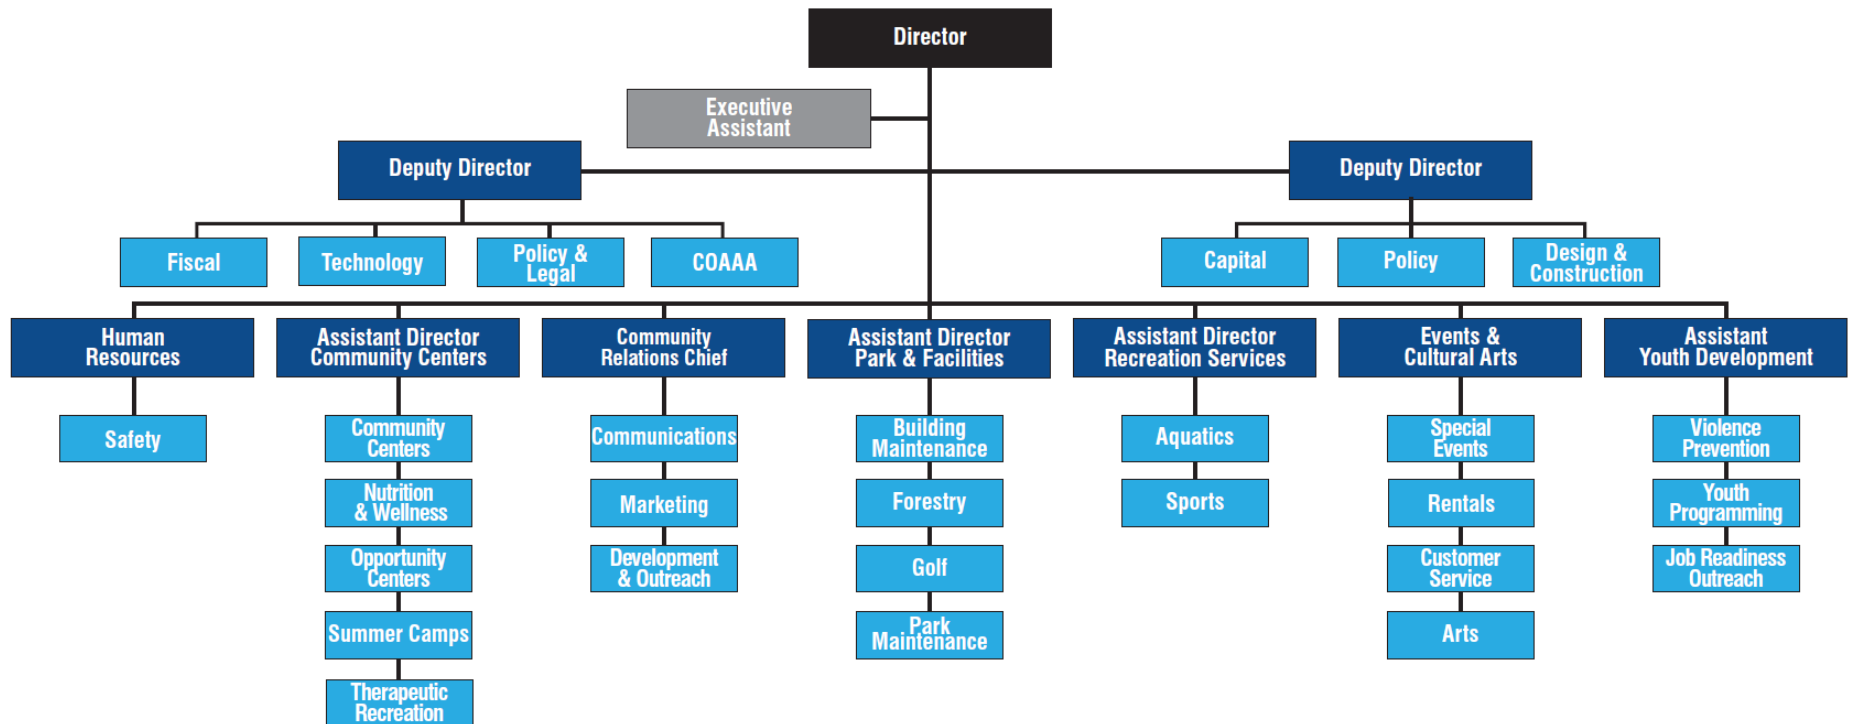 Director
Executive
Assistant
Deputy Director
Deputy Director
Fiscal
Technology
Policy &
Legal
COAAA
Capital
Policy
Design &
Construction
Human
Resources
Assistant Director
Community Centers
Community
Relations Chief
Assistant Director
Park & Facilities
Assistant Director
Recreation Services
Events &
Cultural Arts
Assistant
Youth Development
Safety
Community
Centers
Nutrition
& Wellness
Opportunity
Centers
Summer Camps
Therapeutic
Recreation
Communications
Marketing
Development
& Outreach
Building
Maintenance
Forestry
Golf
Park
Maintenance
Aquatics
Sports
Special
Events
Rentals
Customer
Service
Arts
Violence
Prevention
Youth
Programming
Job Readiness
Outreach